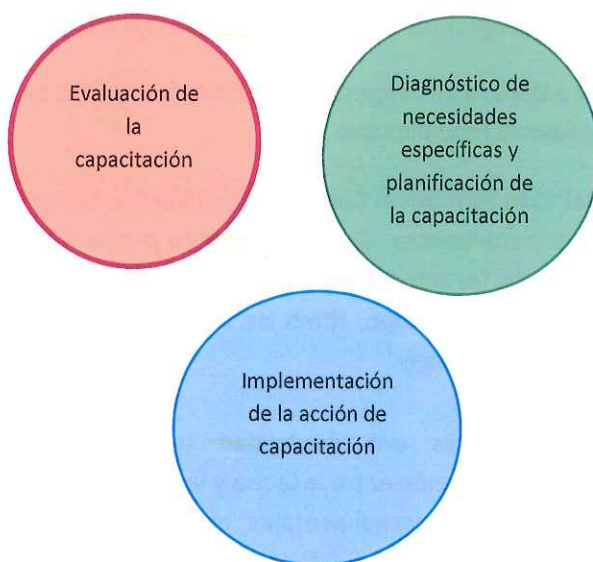 Evaluación de
la
capacitación
Diagnóstico de
necesidades
específicas y
planificación de
la capacitación
Implementación
de la acción de
capacitación